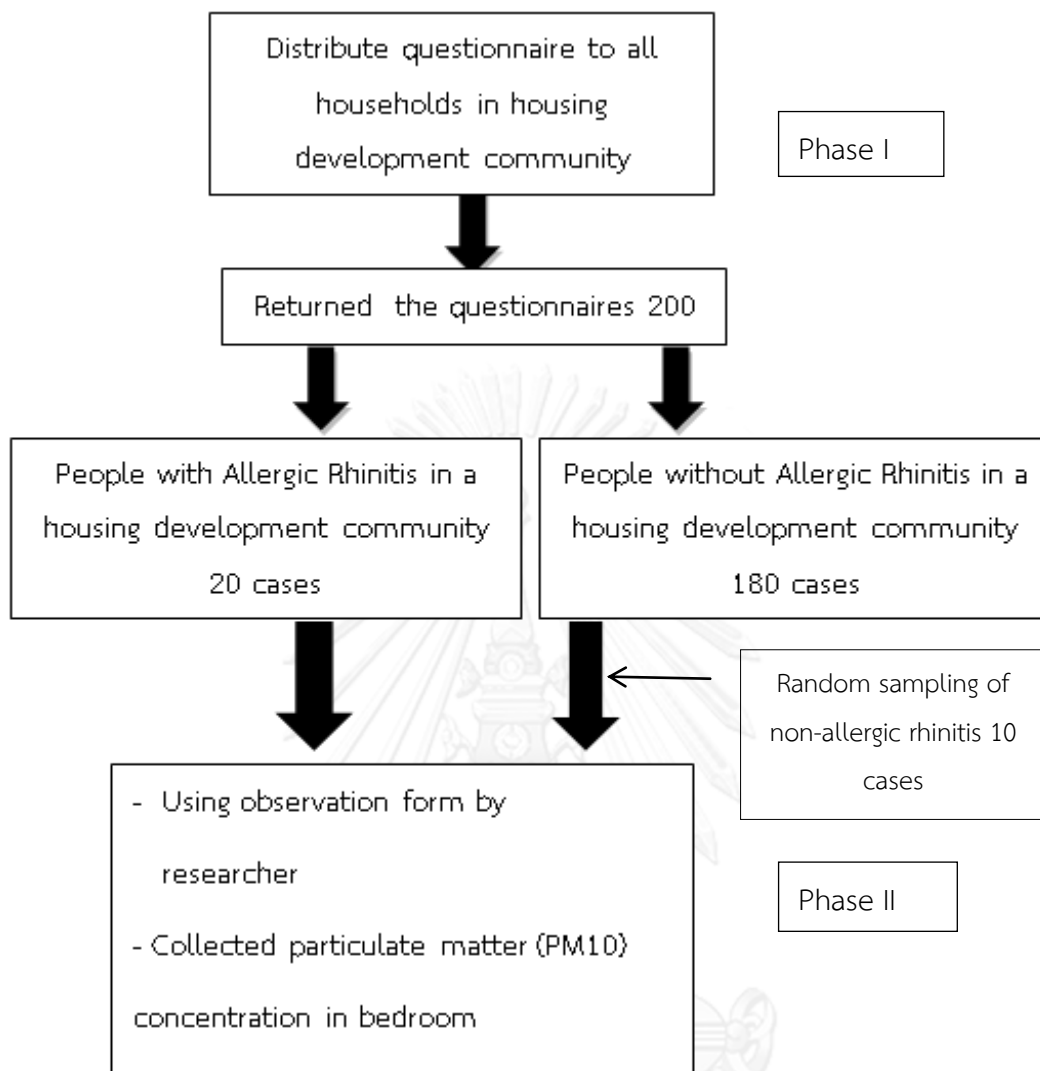 Distribute questionnaire to all
households in housing
development community
Phase I
Returned the questionnaires 200
People with Allergic Rhinitis in a
housing development community
20 cases
People without Allergic Rhinitis in a
housing development community
180 cases
Random sampling of
non-allergic rhinitis 10
cases
- Using observation form by
researcher
- Collected particulate matter (PM10)
concentration in bedroom
Phase II